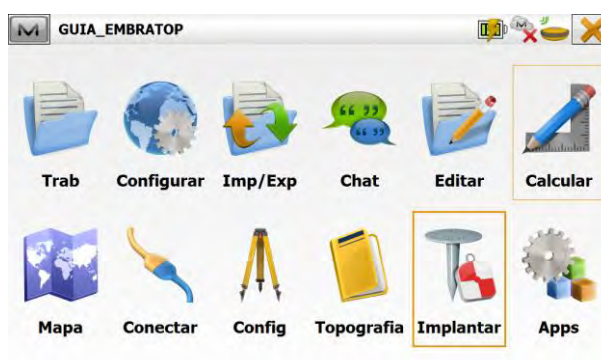 GUIA_EMBRATOP
Trab Configurar Imp/Exp Chat Editar Calcular
Mapa Conectar Config Topografia Implantar Apps